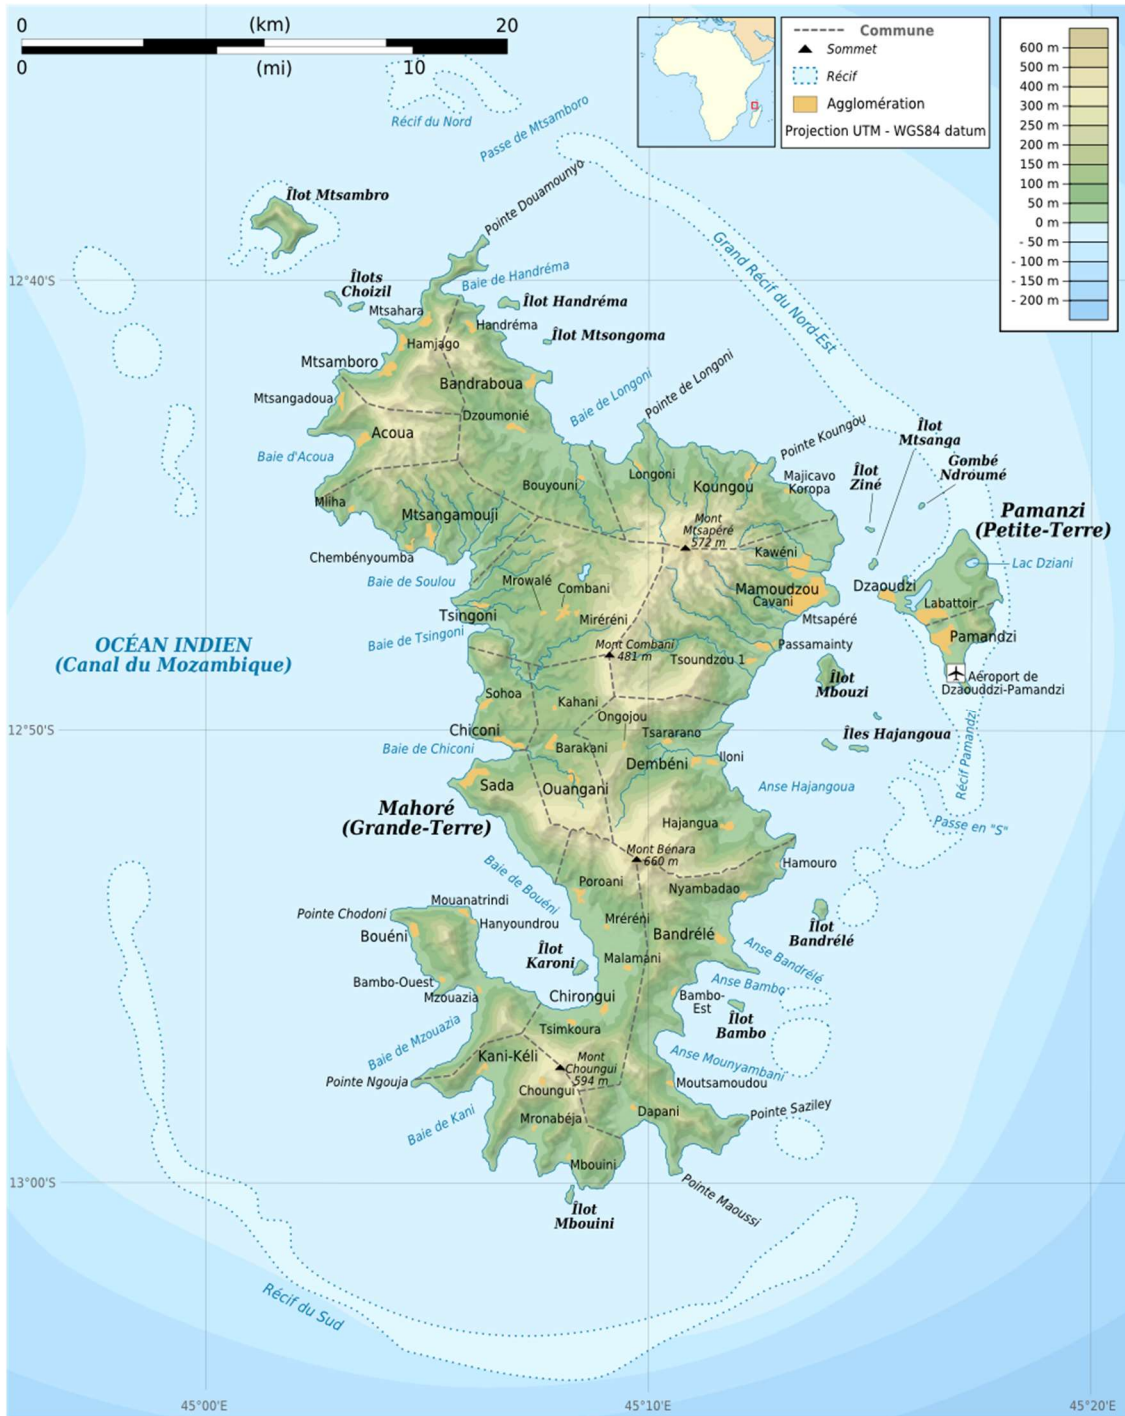 0
(km)
20
0
(mi)
10
Commune
Sommet
Récif
Agglomération
Projection UTM - WGS84 datum
600 m
500 m
400 m
300 m
250 m
200 m
150 m
100 m
50 m
0 m
- 50 m
- 100 m
- 150 m
- 200 m
Récif du Nord
Passe de Mtsamboro
Îlot Mtsambro
Pointe Douamounyo
Grand Récif du Nord-Est
12°40'S
Baie de Handréma
Îlots
Choizil
Îlot Handréma
Mtsahara
Handréma
Îlot Mtsongoma
Hamjago
Mtsamboro
Bandraboua
Mtsangadoua
Baie de Longoni
Pointe de Longoni
Dzoumonié
Acoua
Pointe Koungou
Îlot
Mtsanga
Baie d'Acoua
Gombé
Ndroumé
Îlot
Ziné
Longoni
Majicavo
Koropa
Bouyouni
Koungou
Mliha
Mtsangamouji
Pamanzi
(Petite-Terre)
Mont
Mtsapéré
572 m
Chembényoumba
Kawéni
Lac Dziani
Baie de Soulou
Mrowalé
Combani
Mamoudzou
Dzaoudzi
Cavani
Labattoir
Tsingoni
Miréréni
Mtsapéré
Baie de Tsingoni
Pamandzi
OCÉAN INDIEN
(Canal du Mozambique)
Mont Combani
481 m
Passamainty
Tsoundzou 1
Îlot
Mbouzi
Aéroport de
Dzaouddzi-Pamandzi
Sohoa
Kahani
Ongojou
12°50'S
Chiconi
Tsararano
Îles Hajangoua
Baie de Chiconi
Barakani
Iloni
Dembéni
Récif Pamandzi
Sada
Ouangani
Anse Hajangoua
Mahoré
(Grande-Terre)
Hajangua
Passe en "S"
Mont Bénara
660 m
Hamouro
Baie de Bouéni
Poroani
Nyambadao
Mouanatrindi
Pointe Chodoni
Hanyoundrou
Mréréni
Bouéni
Bandrélé
Îlot
Bandrélé
Îlot
Karoni
Malamani
Anse Bandrélé
Bambo-Ouest
Anse Bambo
Mzouazia
Chirongui
Bambo-
Est
Îlot
Bambo
Baie de Mzouazia
Tsimkoura
Kani-Kéli
Mont
Choungui
594 m
Anse Mounyambani
Pointe Ngouja
Choungui
Moutsamoudou
Baie de Kani
Mronabéja
Dapani
Pointe Saziley
Mbouini
13°00'S
Pointe Maoussi
Îlot
Mbouini
Récif du Sud
45°00'E
45°10'E
45°20'E